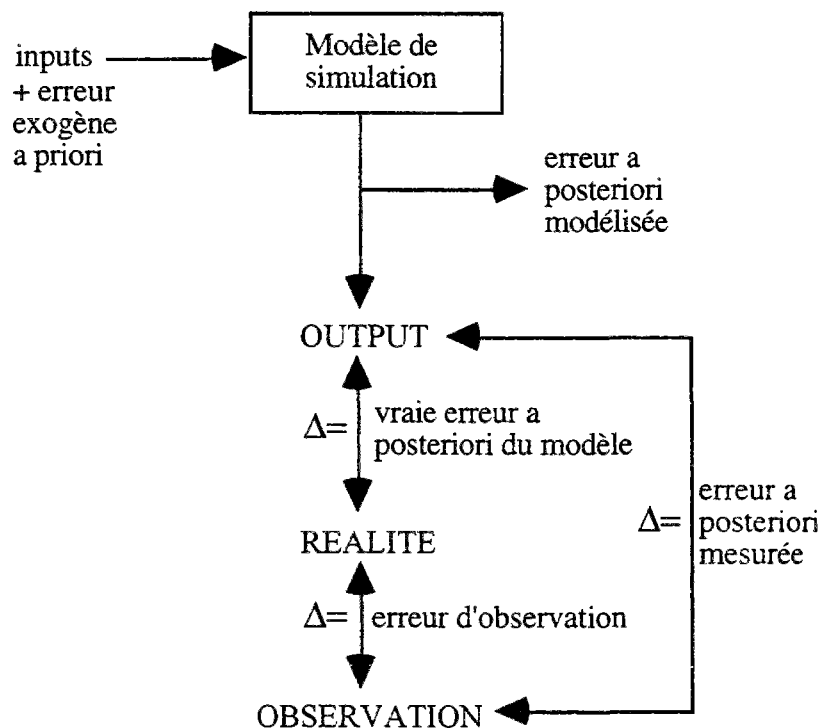 Modèle de
simulation
inputs
+ erreur
exogène
a priori
erreur a
posteriori
modélisée
OUTPUT
Δ=
vraie erreur a
posteriori du modèle
Δ=
erreur a
posteriori
mesurée
REALITE
Δ=
erreur d'observation
OBSERVATION